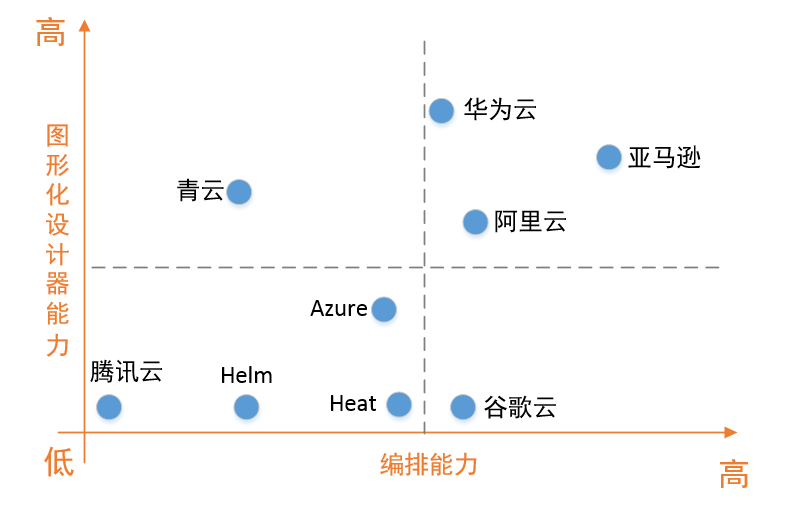 高
图形化设计器能力
华为云
亚马逊
青云
阿里云
Azure
腾讯云
Helm
Heat
谷歌云
低
编排能力
高